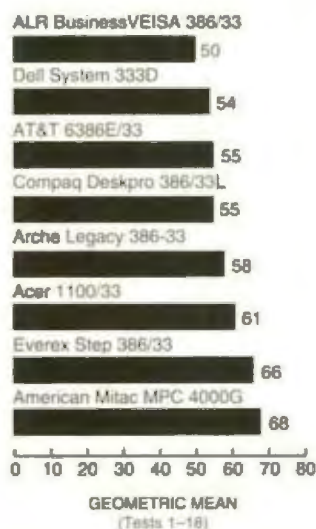 ALR BusinessVEISA 386/33
50
Dell System 333D
54
AT&T 6386E/33
55
Compaq Deskpro 386/33L
55
Arche Legacy 386-33
58
Acer 1100/33
61
Everex Step 386/33
66
American Mitac MPC 4000G
68
0 10 20 30 40 50 60 70 80
GEOMETRIC MEAN
(Tests 1–16)